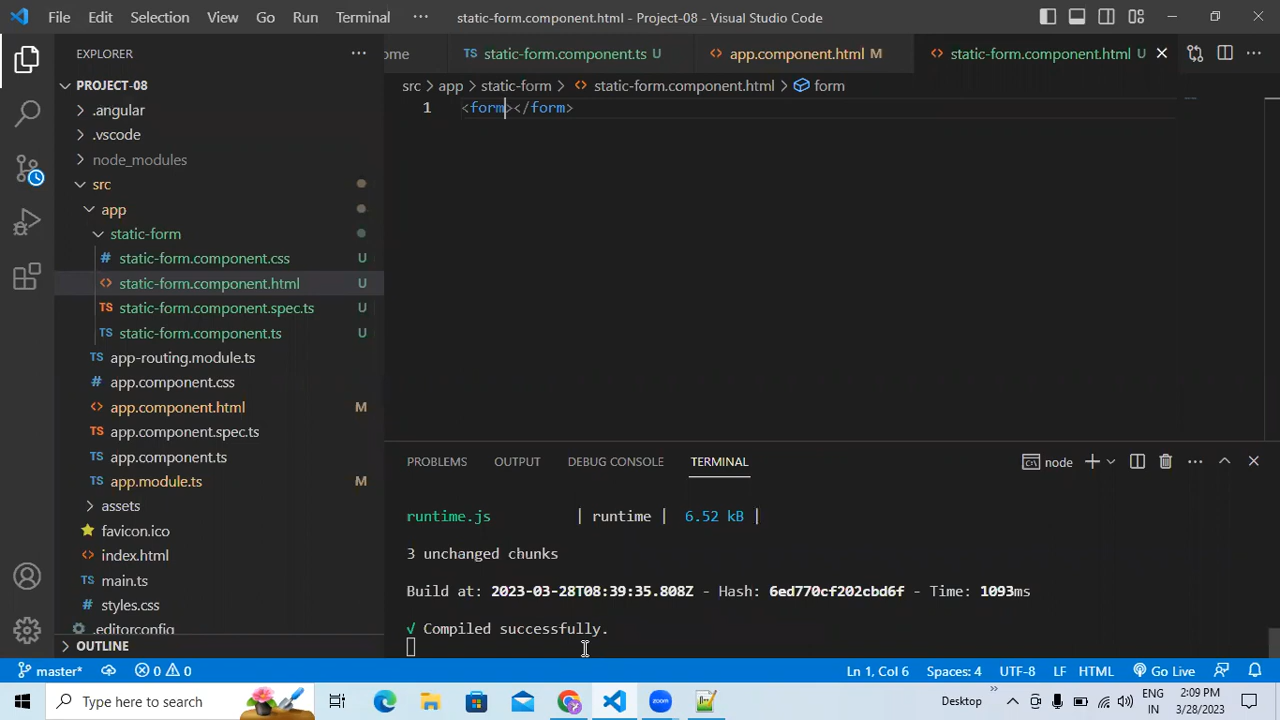 File Edit Selection View Go Run Terminal ··· static-form.component.html - Project-08 - Visual Studio Code
EXPLORER
PROJECT-08
.angular
.vscode
node_modules
src
app
static-form
static-form.component.css U
static-form.component.html U
static-form.component.spec.ts U
static-form.component.ts U
app-routing.module.ts
app.component.css
app.component.html M
app.component.spec.ts
app.component.ts
app.module.ts M
assets
favicon.ico
index.html
main.ts
styles.css
.editorconfig
OUTLINE
ome TS static-form.component.ts U app.component.html M static-form.component.html U
src > app > static-form > static-form.component.html > form
1 <form></form>
PROBLEMS OUTPUT DEBUG CONSOLE TERMINAL node
runtime.js | runtime | 6.52 kB |
3 unchanged chunks
Build at: 2023-03-28T08:39:35.808Z - Hash: 6ed770cf202cbd6f - Time: 1093ms
√ Compiled successfully.
master* 0 0 Ln 1, Col 6 Spaces: 4 UTF-8 LF HTML Go Live
Type here to search zoom Desktop ENG 2:09 PM
IN 3/28/2023